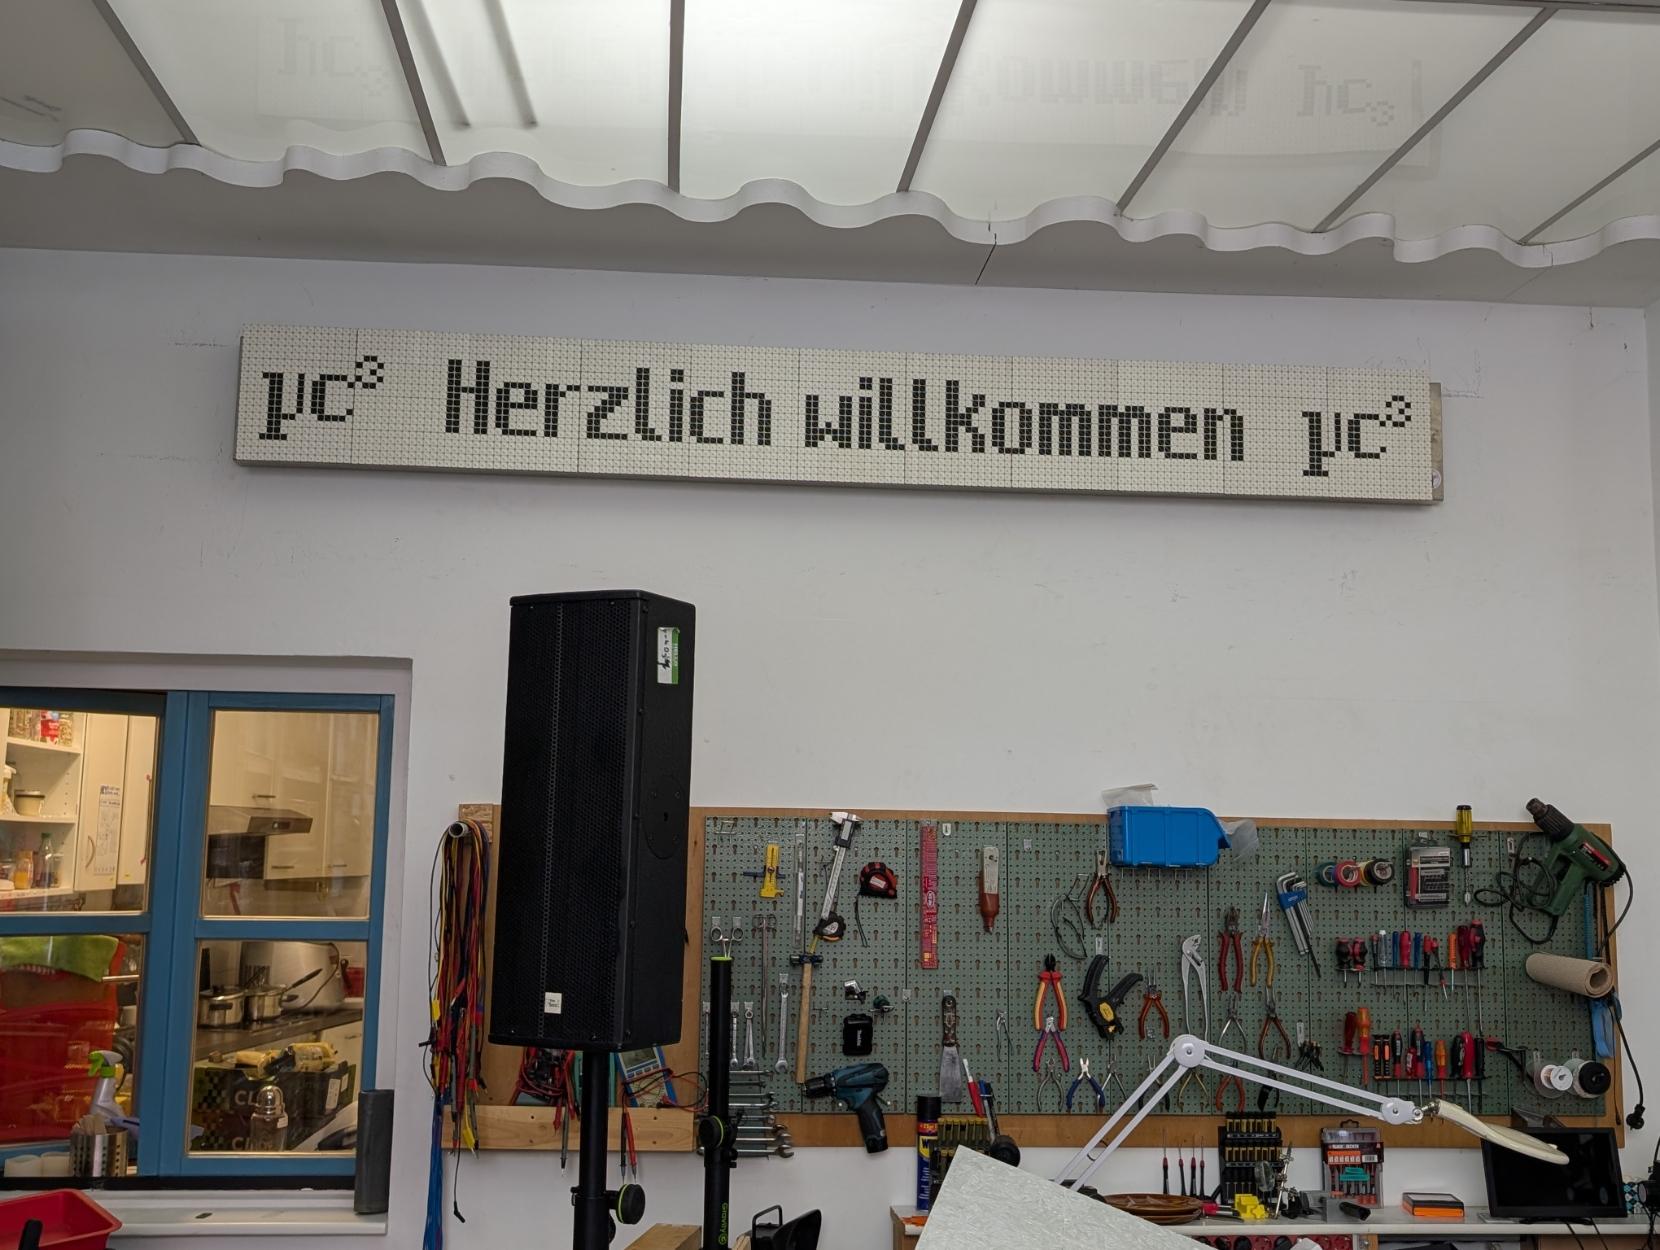 µc³ Herzlich willkommen µc³